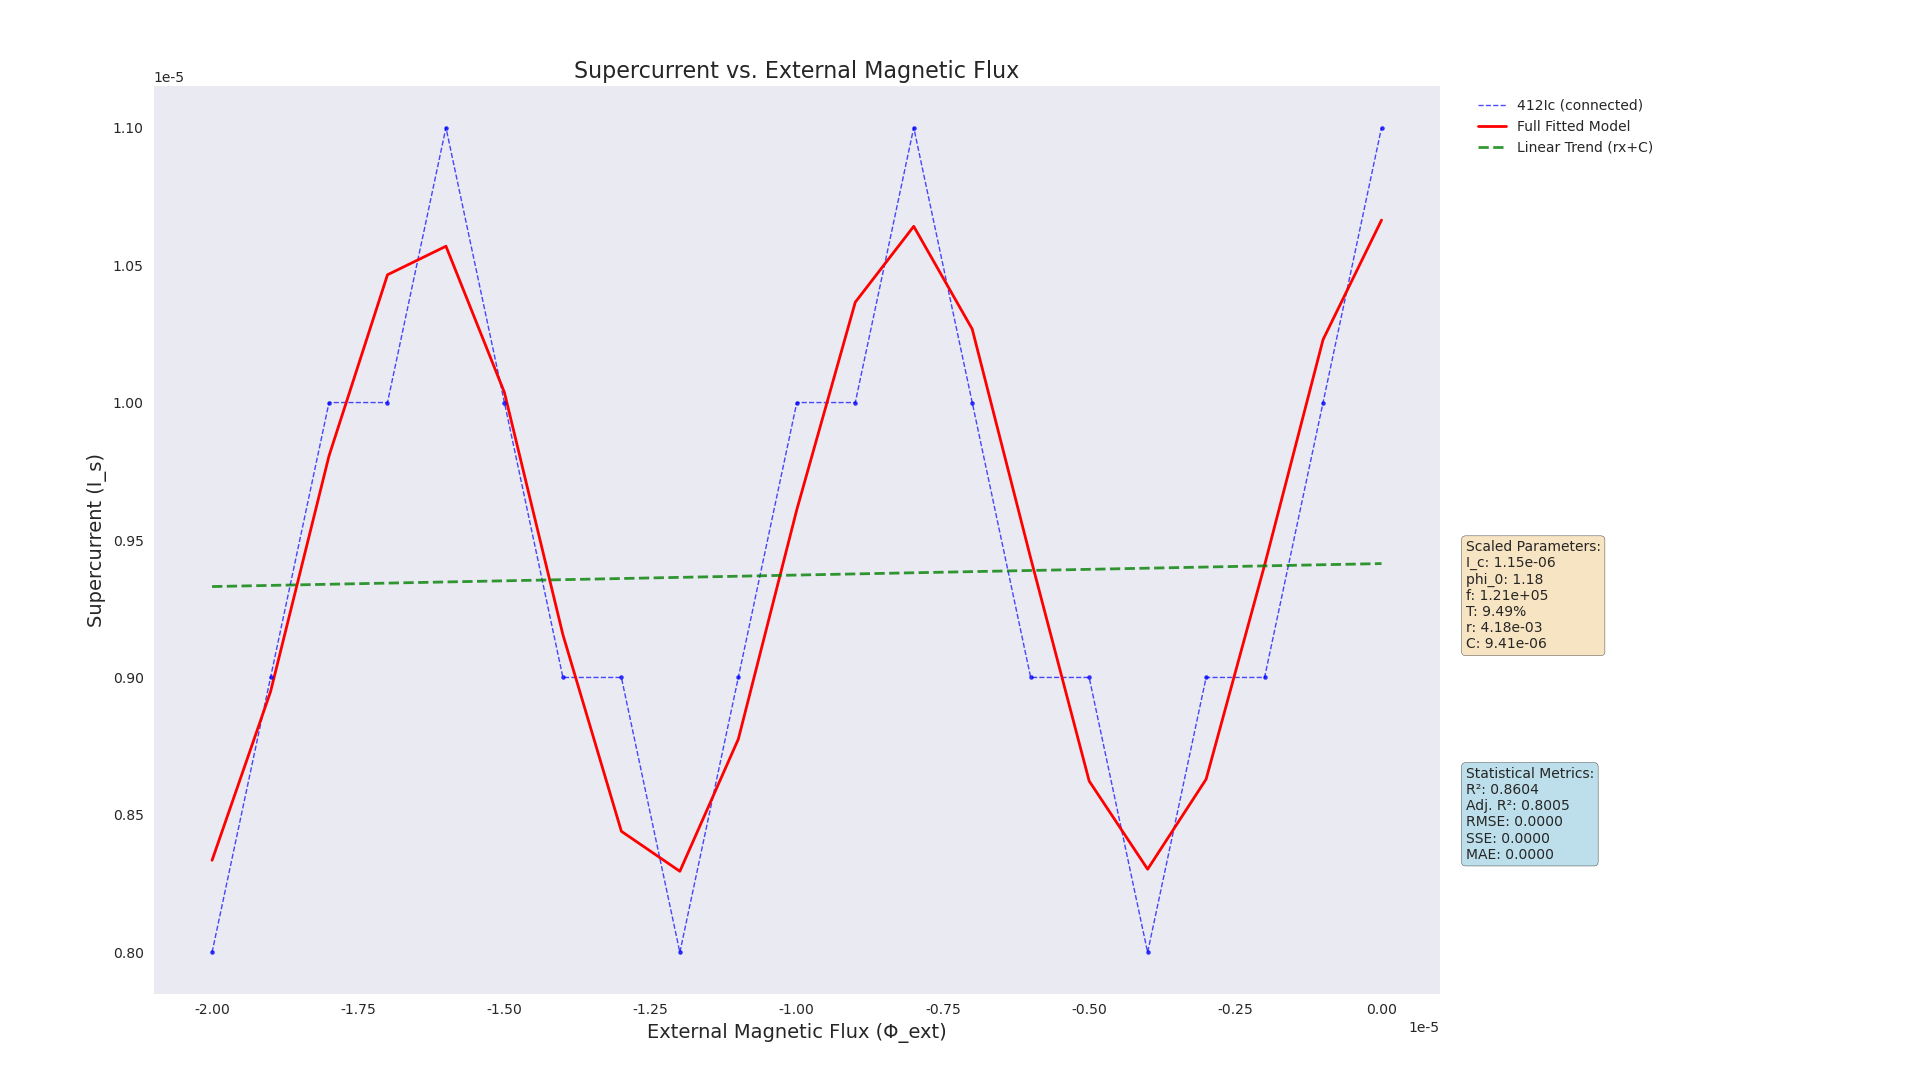 Supercurrent vs. External Magnetic Flux
1e-5
1.10
1.05
1.00
0.95
0.90
0.85
0.80
Supercurrent (I_s)
-2.00
-1.75
-1.50
-1.25
-1.00
-0.75
-0.50
-0.25
0.00
1e-5
External Magnetic Flux (Φ_ext)
412Ic (connected)
Full Fitted Model
Linear Trend (rx+C)
Scaled Parameters:
I_c: 1.15e-06
phi_0: 1.18
f: 1.21e+05
T: 9.49%
r: 4.18e-03
C: 9.41e-06
Statistical Metrics:
R²: 0.8604
Adj. R²: 0.8005
RMSE: 0.0000
SSE: 0.0000
MAE: 0.0000